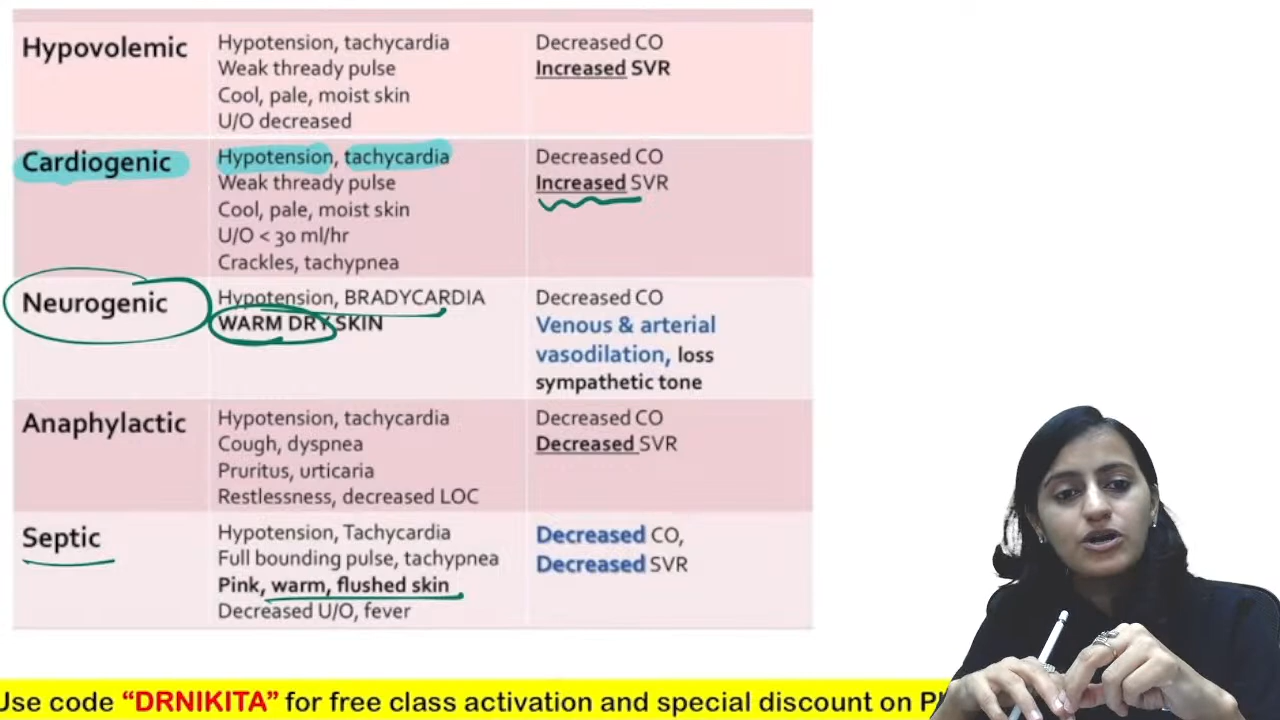 Hypovolemic
Hypotension, tachycardia
Weak thready pulse
Cool, pale, moist skin
U/O decreased
Decreased CO
Increased SVR
Cardiogenic
Hypotension, tachycardia
Weak thready pulse
Cool, pale, moist skin
U/O < 30 ml/hr
Crackles, tachypnea
Decreased CO
Increased SVR
Neurogenic
Hypotension, BRADYCARDIA
WARM DRY SKIN
Decreased CO
Venous & arterial
vasodilation, loss
sympathetic tone
Anaphylactic
Hypotension, tachycardia
Cough, dyspnea
Pruritus, urticaria
Restlessness, decreased LOC
Decreased CO
Decreased SVR
Septic
Hypotension, Tachycardia
Full bounding pulse, tachypnea
Pink, warm, flushed skin
Decreased U/O, fever
Decreased CO,
Decreased SVR
Use code “DRNIKITA” for free class activation and special discount on